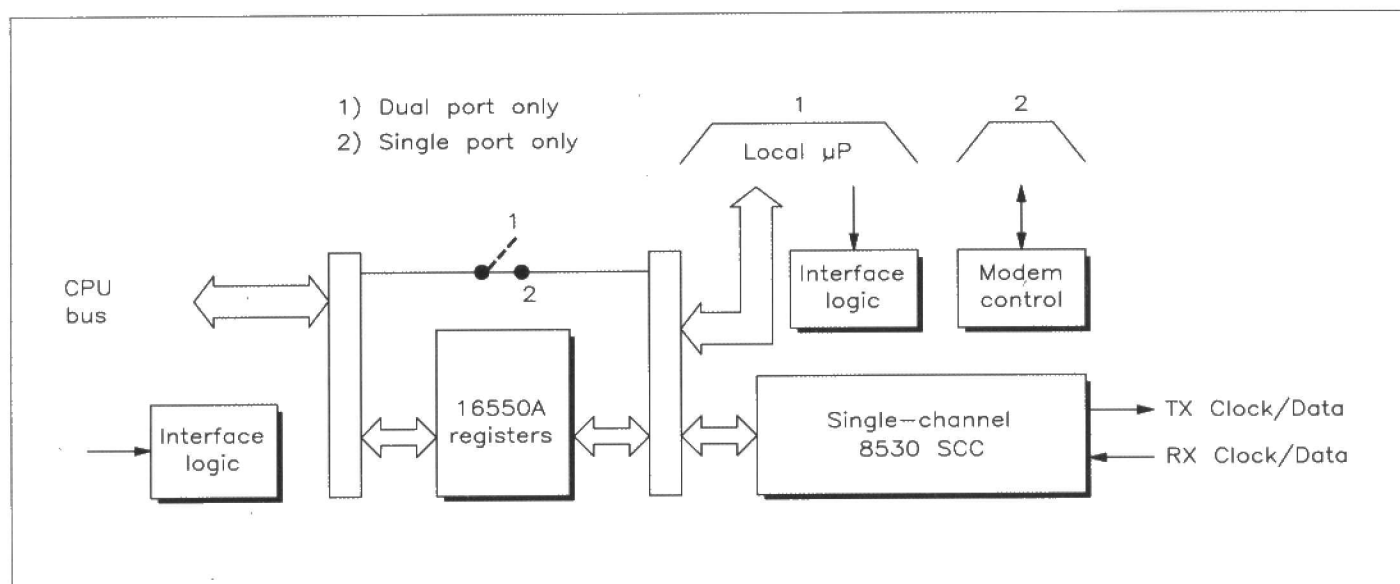 1) Dual port only
2) Single port only
1
2
Local µP
1
2
CPU
bus
Interface
logic
Modem
control
16550A
registers
Interface
logic
Single-channel
8530 SCC
TX Clock/Data
RX Clock/Data